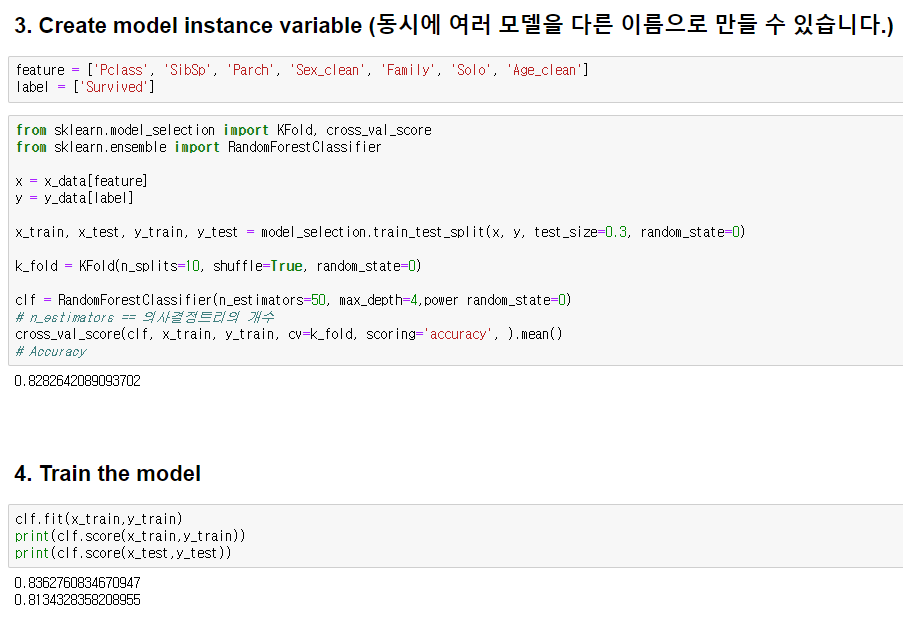 3. Create model instance variable (동시에 여러 모델을 다른 이름으로 만들 수 있습니다.)
feature = ['Pclass', 'SibSp', 'Parch', 'Sex_clean', 'Family', 'Solo', 'Age_clean']
label = ['Survived']
from sklearn.model_selection import KFold, cross_val_score
from sklearn.ensemble import RandomForestClassifier
x = x_data[feature]
y = y_data[label]
x_train, x_test, y_train, y_test = model_selection.train_test_split(x, y, test_size=0.3, random_state=0)
k_fold = KFold(n_splits=10, shuffle=True, random_state=0)
clf = RandomForestClassifier(n_estimators=50, max_depth=4,power random_state=0)
# n_estimators == 의사결정트리의 개수
cross_val_score(clf, x_train, y_train, cv=k_fold, scoring='accuracy', ).mean()
# Accuracy
0.8282642089093702
4. Train the model
clf.fit(x_train,y_train)
print(clf.score(x_train,y_train))
print(clf.score(x_test,y_test))
0.8362760834670947
0.8134328358208955